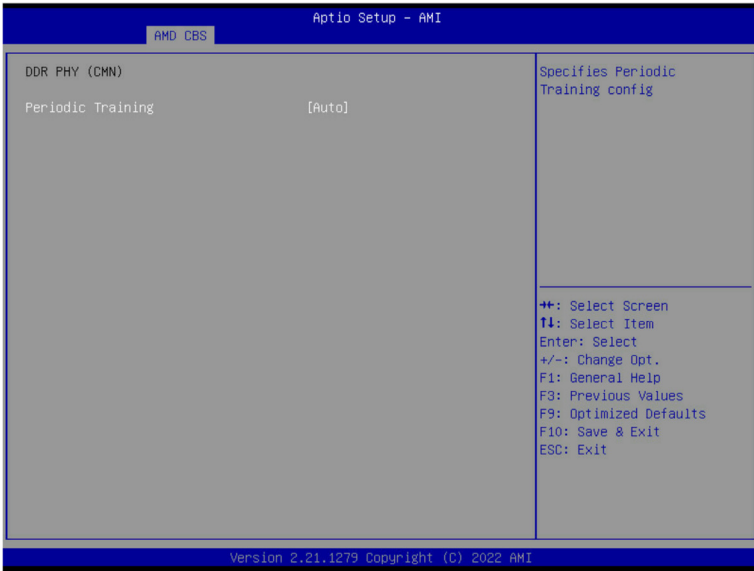 Aptio Setup – AMI
AMD CBS
DDR PHY (CMN)
Periodic Training [Auto]
Specifies Periodic
Training config
→←: Select Screen
↑↓: Select Item
Enter: Select
+/-: Change Opt.
F1: General Help
F3: Previous Values
F9: Optimized Defaults
F10: Save & Exit
ESC: Exit
Version 2.21.1279 Copyright (C) 2022 AMI